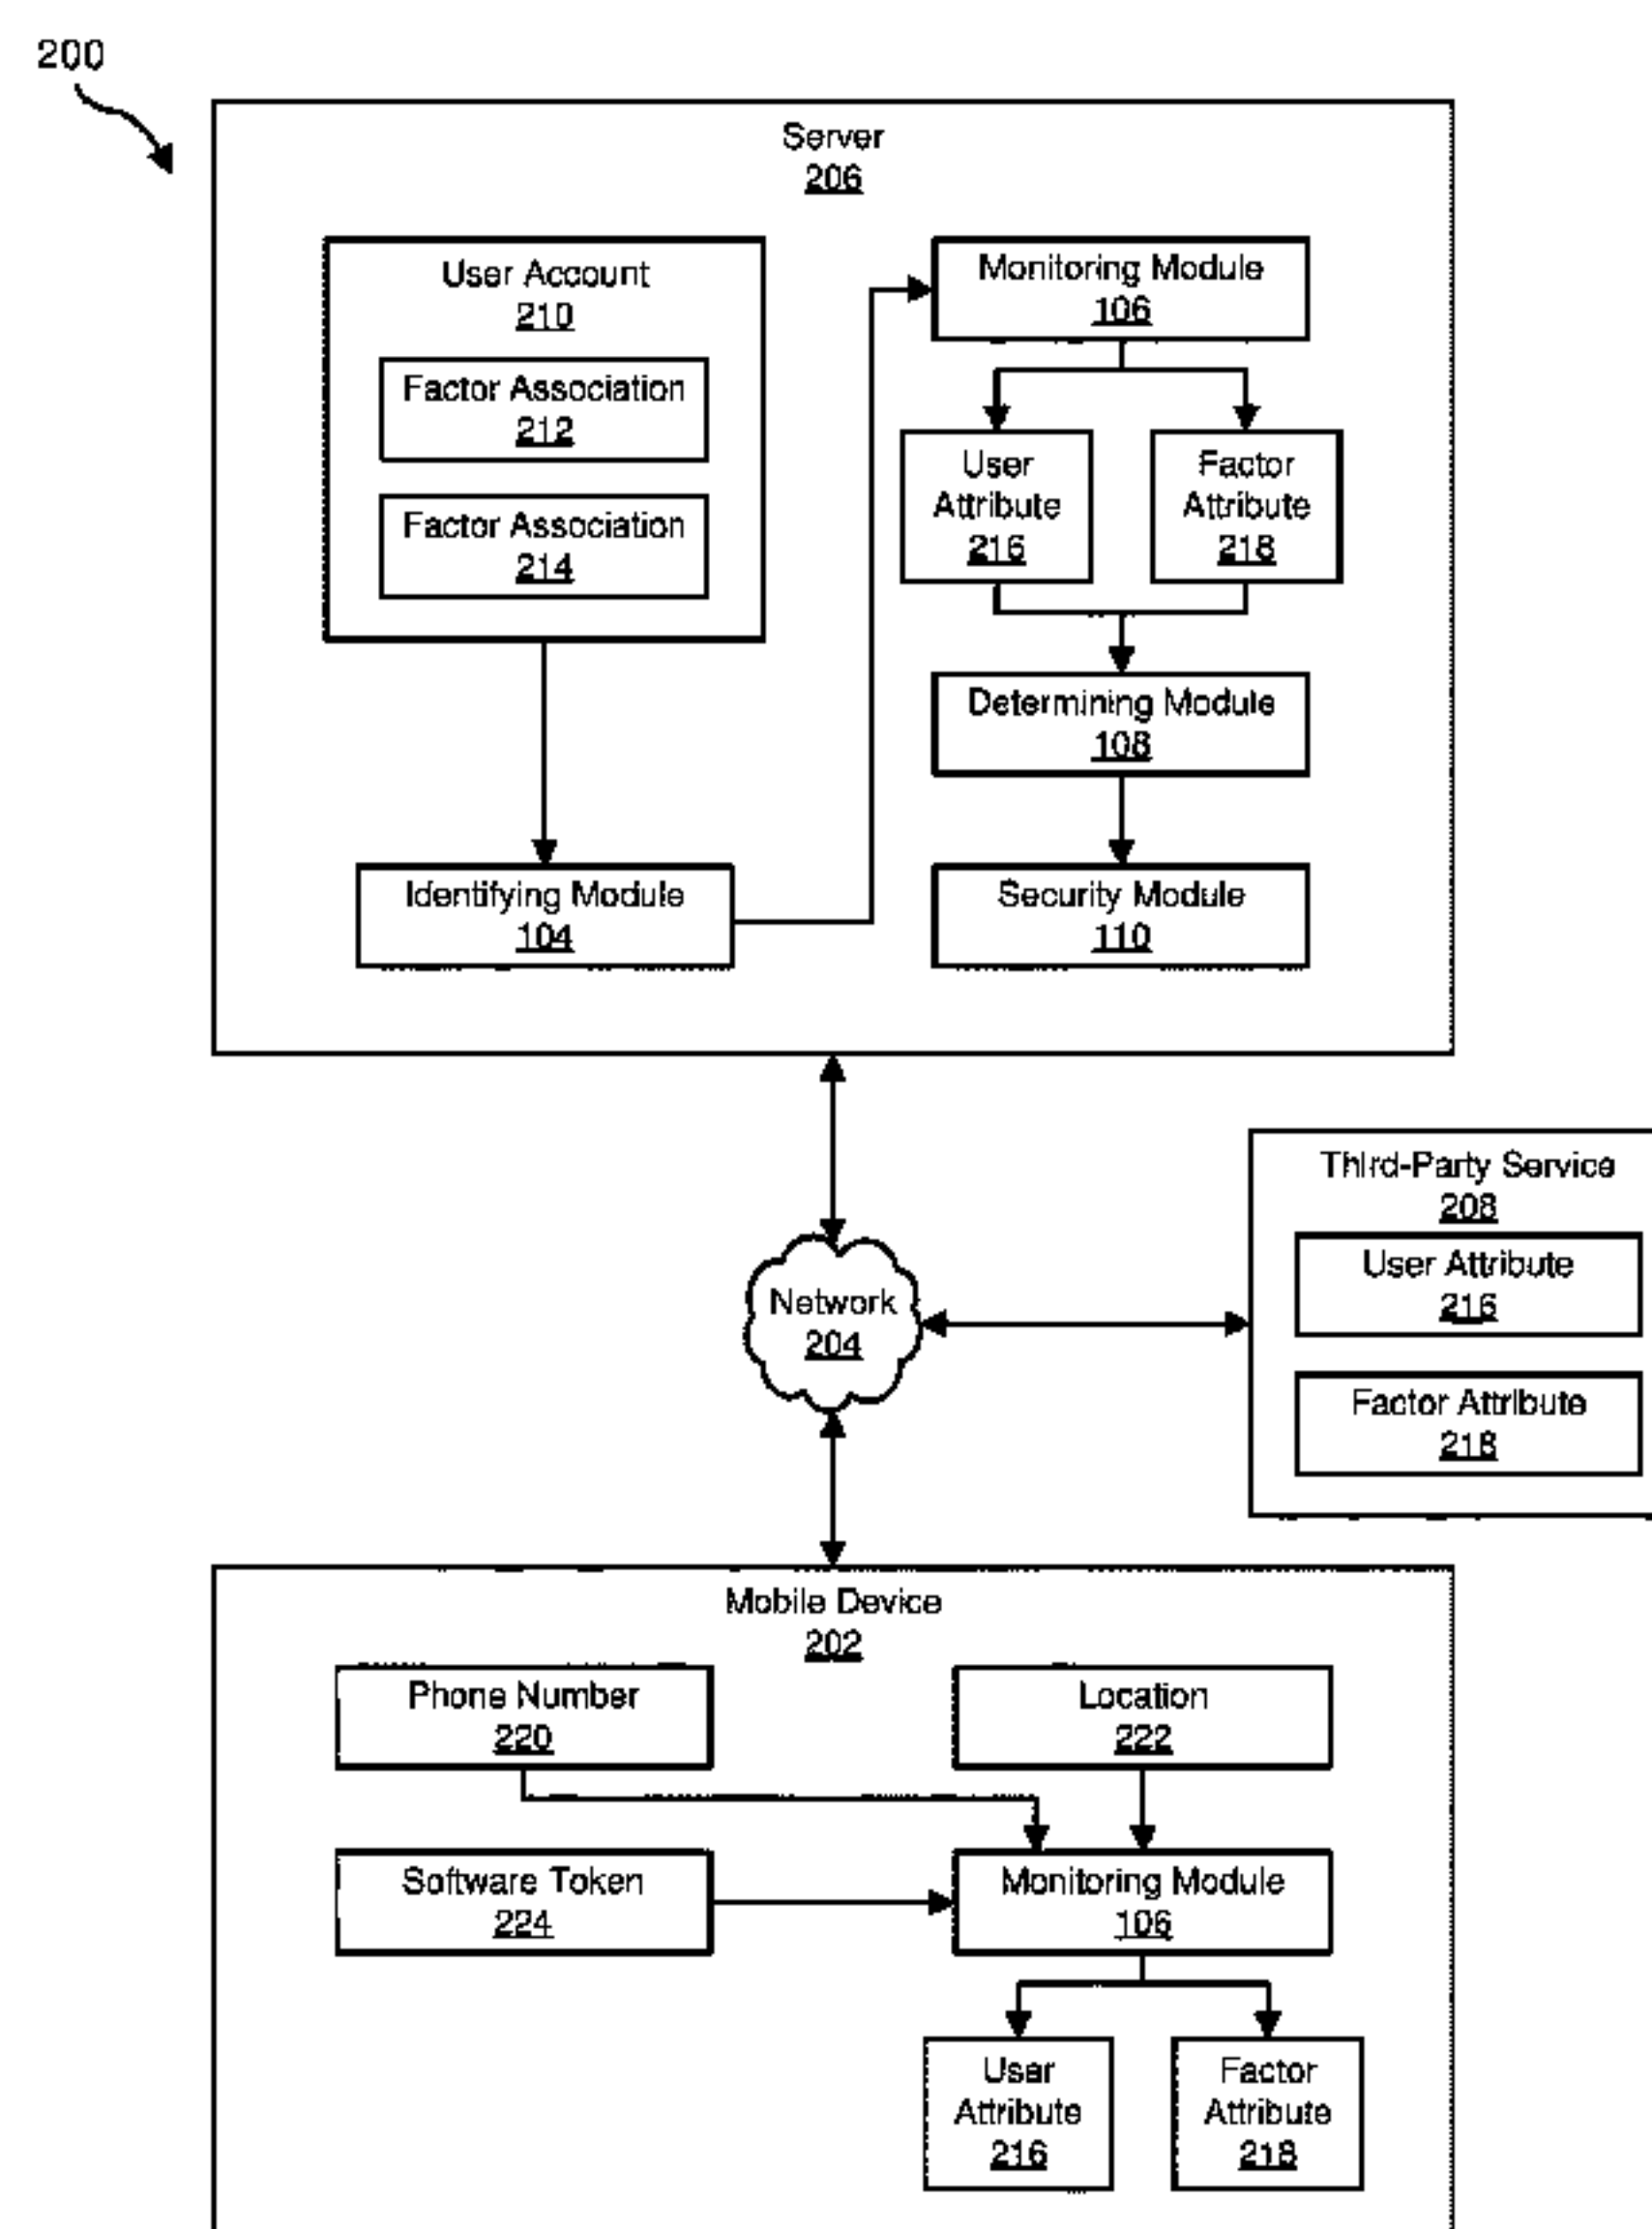 200
Server
206
User Account
210
Factor Association
212
Factor Association
214
Identifying Module
104
Monitoring Module
106
User
Attribute
216
Factor
Attribute
218
Determining Module
108
Security Module
110
Network
204
Third-Party Service
208
User Attribute
216
Factor Attribute
218
Mobile Device
202
Phone Number
220
Location
222
Software Token
224
Monitoring Module
106
User
Attribute
216
Factor
Attribute
218